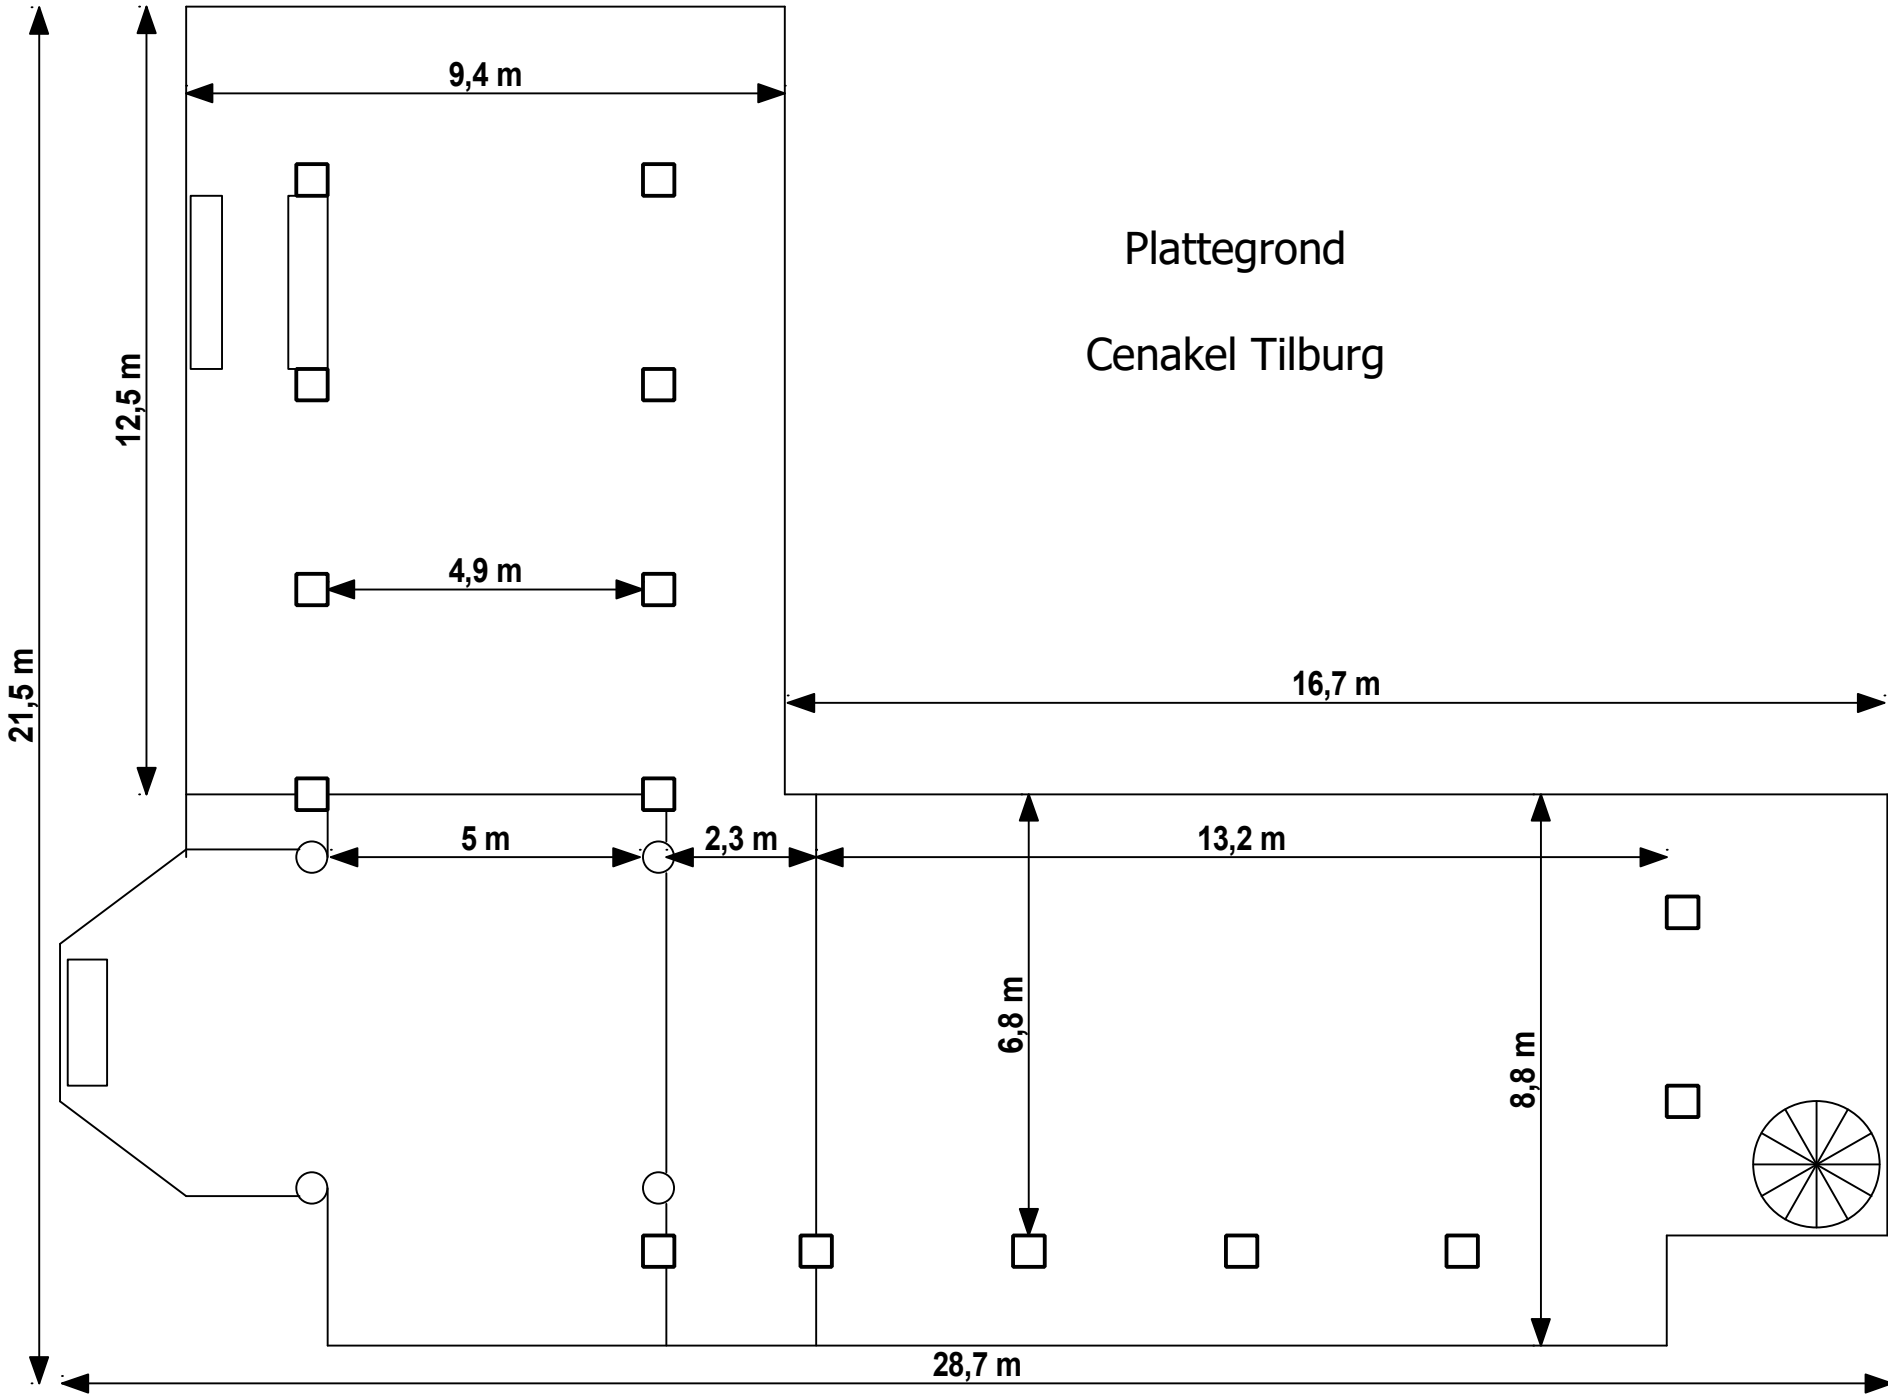 9,4 m
Plattegrond
Cenakel Tilburg
12,5 m
4,9 m
21,5 m
16,7 m
5 m
2,3 m
13,2 m
6,8 m
8,8 m
28,7 m